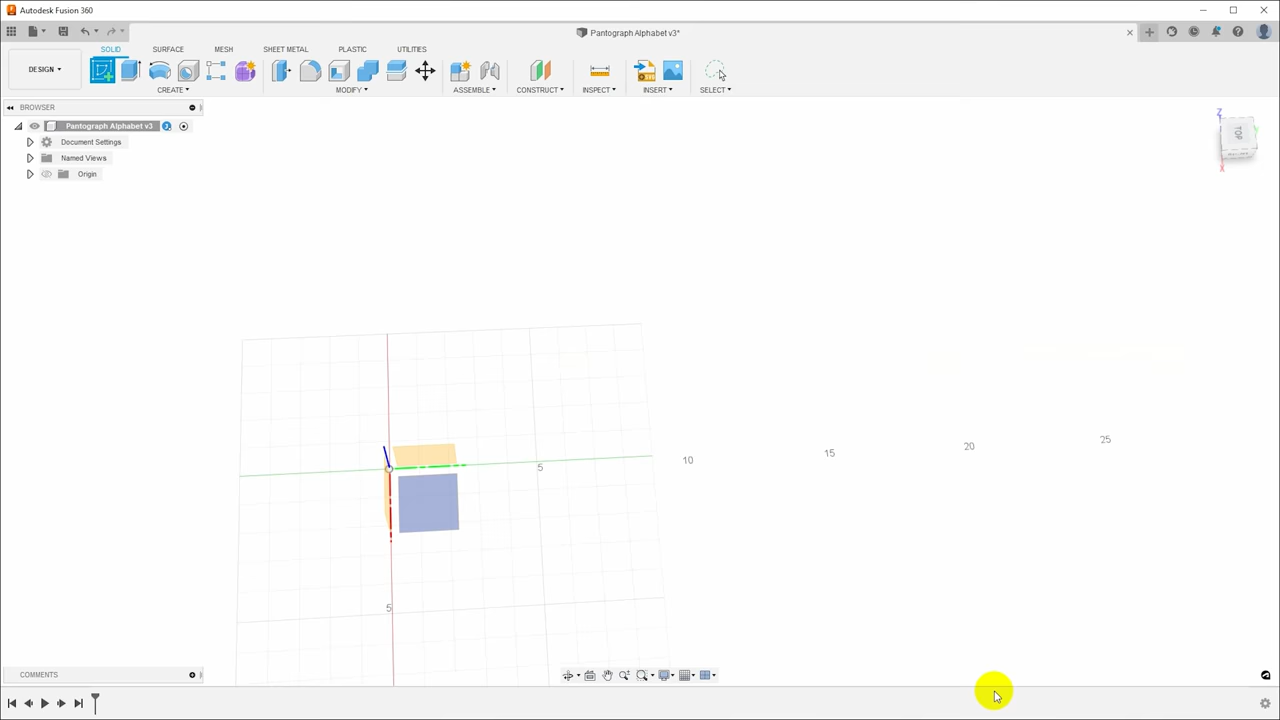 Autodesk Fusion 360
Pantograph Alphabet v3*
SOLID SURFACE MESH SHEET METAL PLASTIC UTILITIES
DESIGN
CREATE MODIFY ASSEMBLE CONSTRUCT INSPECT INSERT SELECT
BROWSER
Pantograph Alphabet v3
Document Settings
Named Views
Origin
Z
TOP
X
5 10 15 20 25
5
COMMENTS